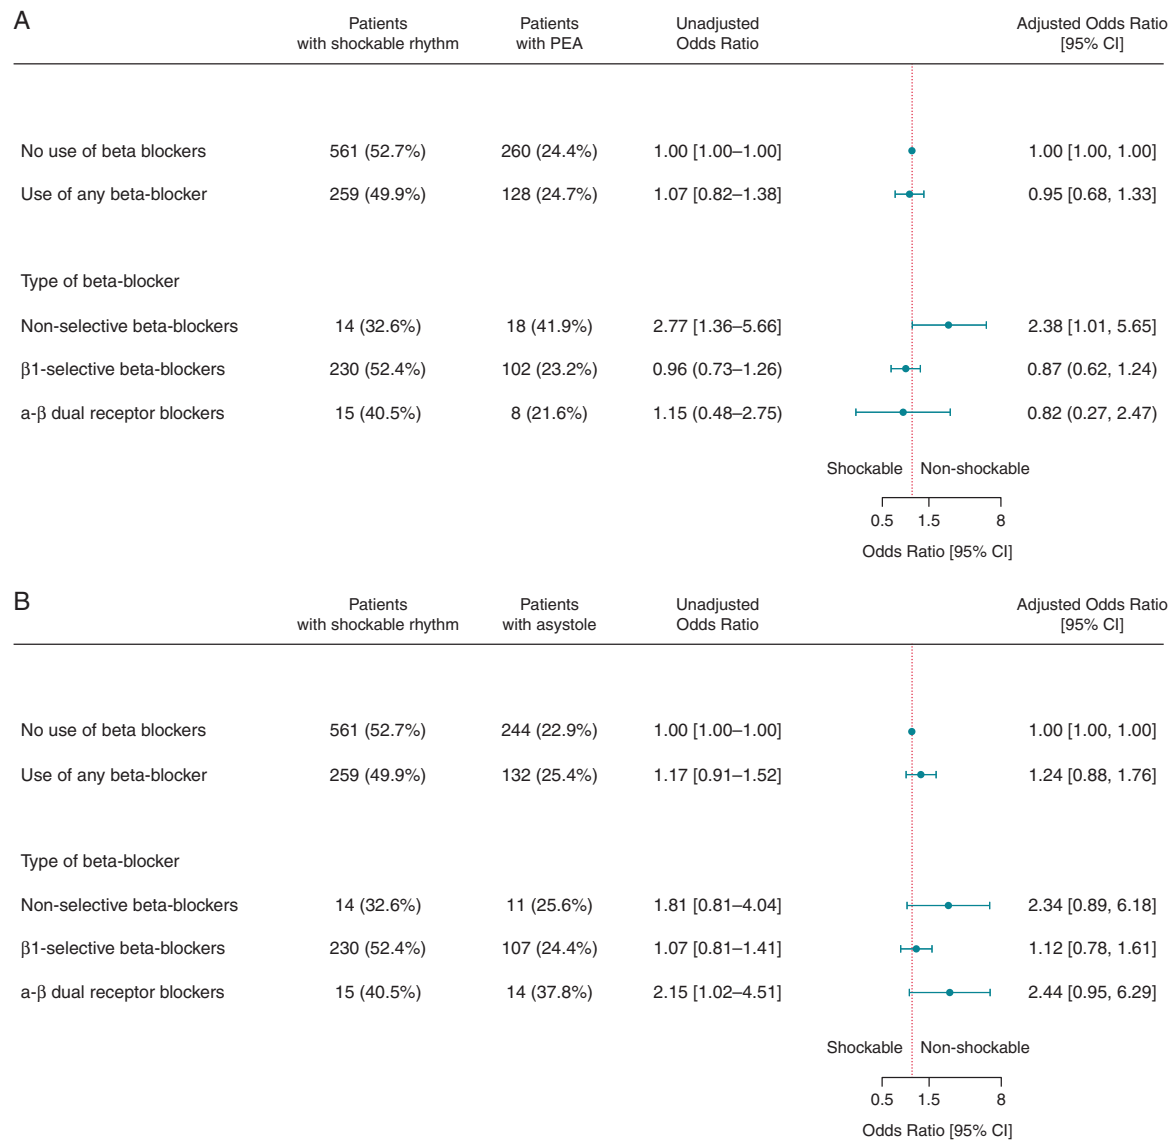 A
Patients with shockable rhythm	Patients with PEA	Unadjusted Odds Ratio	Adjusted Odds Ratio [95% CI]
No use of beta blockers	561 (52.7%)	260 (24.4%)	1.00 [1.00–1.00]	1.00 [1.00, 1.00]
Use of any beta-blocker	259 (49.9%)	128 (24.7%)	1.07 [0.82–1.38]	0.95 [0.68, 1.33]
Type of beta-blocker
Non-selective beta-blockers	14 (32.6%)	18 (41.9%)	2.77 [1.36–5.66]	2.38 [1.01, 5.65]
β1-selective beta-blockers	230 (52.4%)	102 (23.2%)	0.96 (0.73–1.26)	0.87 (0.62, 1.24)
a-β dual receptor blockers	15 (40.5%)	8 (21.6%)	1.15 (0.48–2.75)	0.82 (0.27, 2.47)
Shockable	Non-shockable
0.5	1.5	8
Odds Ratio [95% CI]
B
Patients with shockable rhythm	Patients with asystole	Unadjusted Odds Ratio	Adjusted Odds Ratio [95% CI]
No use of beta blockers	561 (52.7%)	244 (22.9%)	1.00 [1.00–1.00]	1.00 [1.00, 1.00]
Use of any beta-blocker	259 (49.9%)	132 (25.4%)	1.17 [0.91–1.52]	1.24 [0.88, 1.76]
Type of beta-blocker
Non-selective beta-blockers	14 (32.6%)	11 (25.6%)	1.81 [0.81–4.04]	2.34 [0.89, 6.18]
β1-selective beta-blockers	230 (52.4%)	107 (24.4%)	1.07 [0.81–1.41]	1.12 [0.78, 1.61]
a-β dual receptor blockers	15 (40.5%)	14 (37.8%)	2.15 [1.02–4.51]	2.44 [0.95, 6.29]
Shockable	Non-shockable
0.5	1.5	8
Odds Ratio [95% CI]